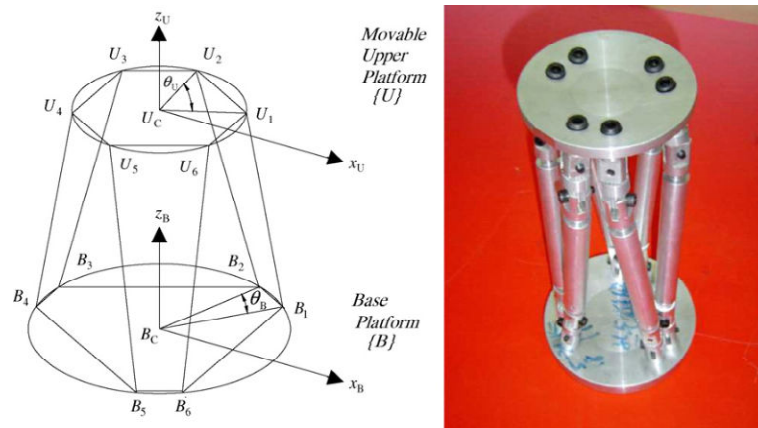 z_U
U_3
U_2
Movable
Upper
Platform
{U}
θ_U
U_4
U_C
U_1
U_5
U_6
x_U
z_B
B_3
B_2
θ_B
B_4
B_1
Base
Platform
{B}
B_C
x_B
B_5
B_6